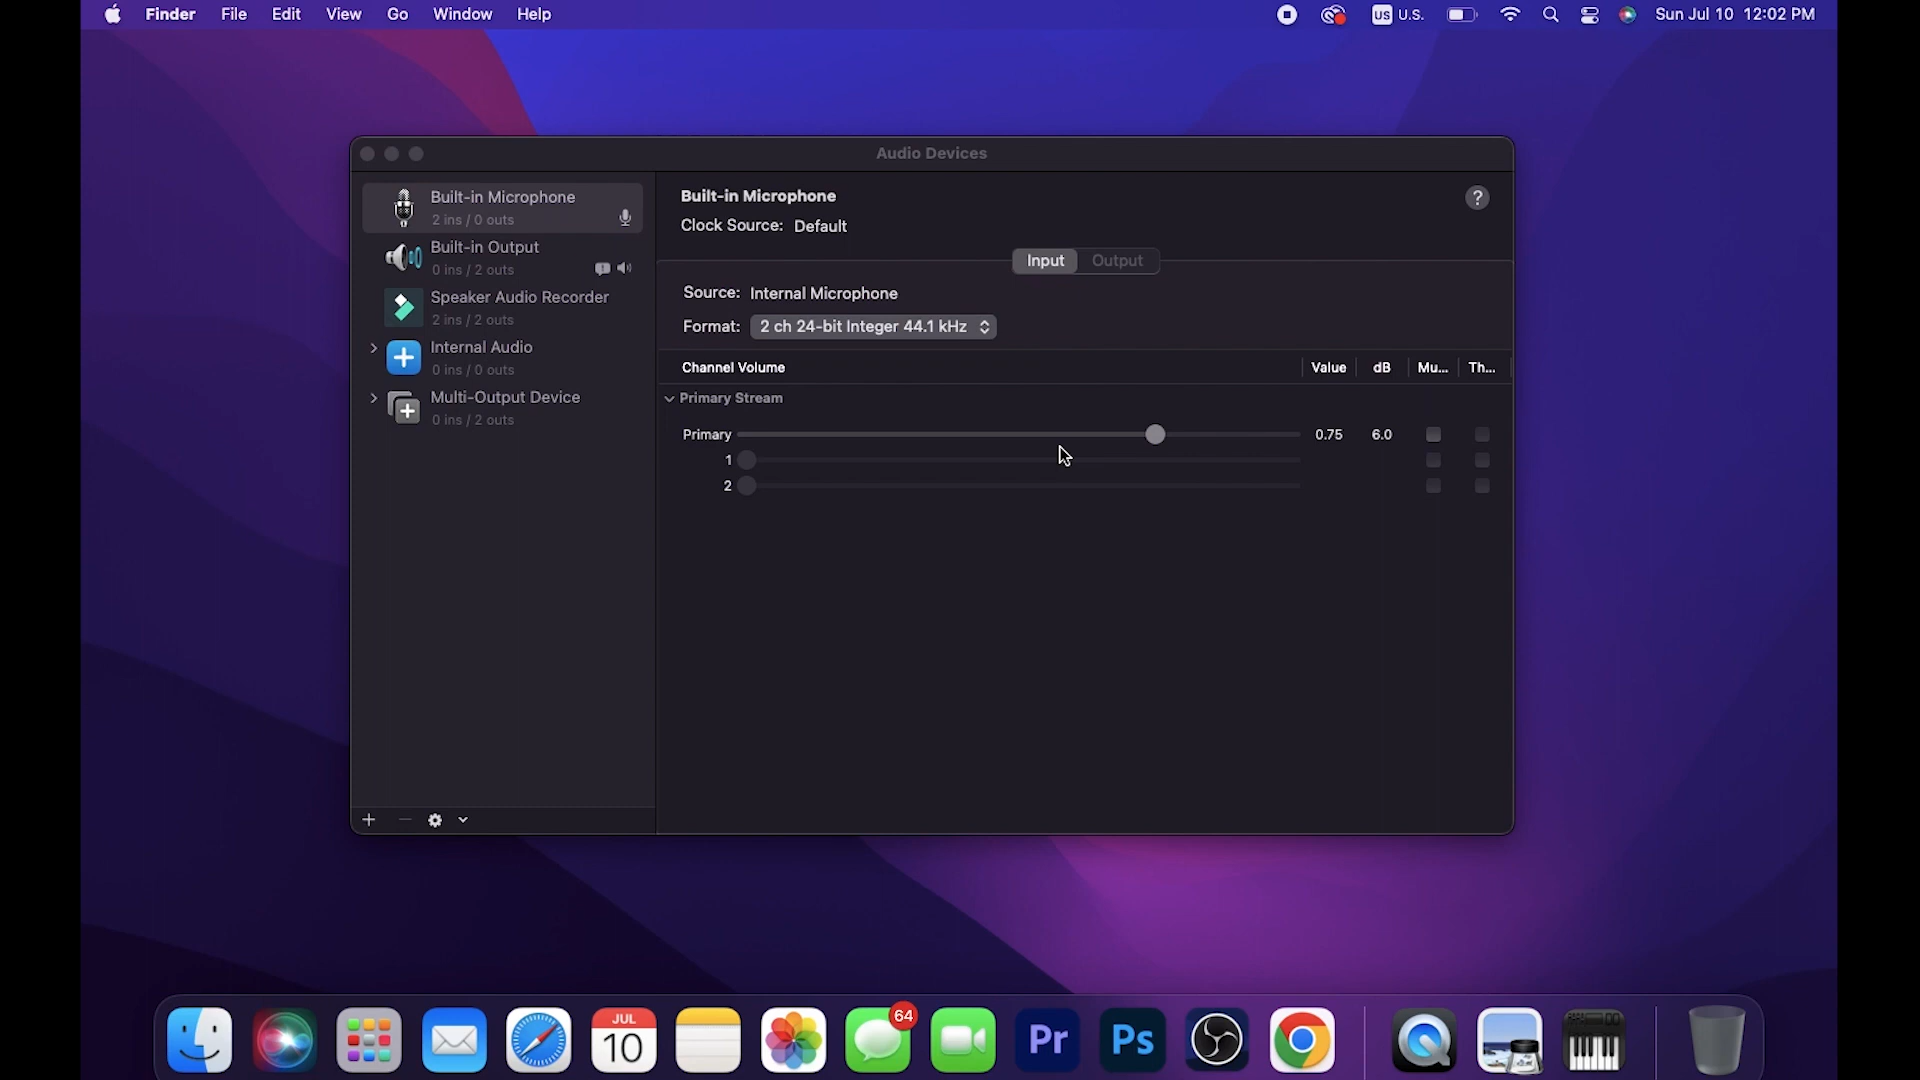 Finder File Edit View Go Window Help US U.S. Sun Jul 10 12:02 PM
Audio Devices
Built-in Microphone
2 ins / 0 outs
Built-in Output
0 ins / 2 outs
Speaker Audio Recorder
2 ins / 2 outs
Internal Audio
0 ins / 0 outs
Multi-Output Device
0 ins / 2 outs
Built-in Microphone
?
Clock Source: Default
Input Output
Source: Internal Microphone
Format: 2 ch 24-bit Integer 44.1 kHz
Channel Volume Value dB Mu... Th...
Primary Stream
Primary 0.75 6.0
1
2
JUL
10
64
Pr
Ps